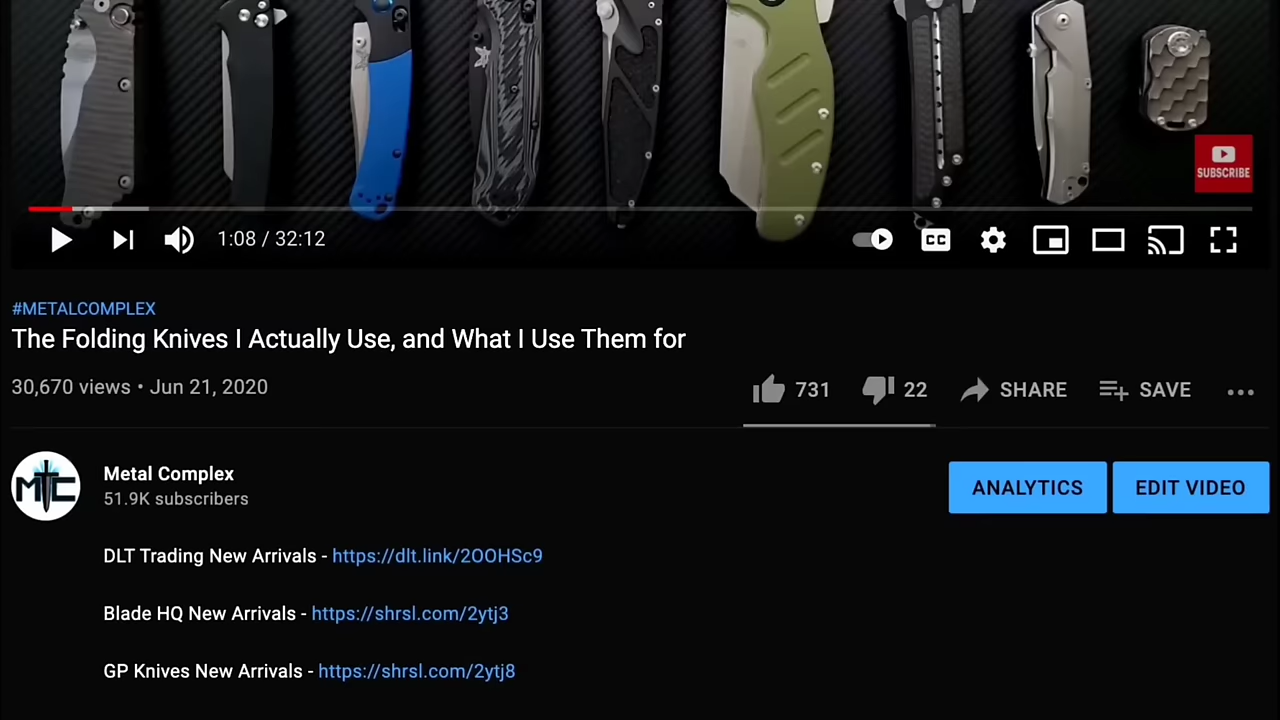 SUBSCRIBE
1:08 / 32:12
CC
#METALCOMPLEX
The Folding Knives I Actually Use, and What I Use Them for
30,670 views • Jun 21, 2020
731 22 SHARE SAVE
MTC
Metal Complex
51.9K subscribers
ANALYTICS EDIT VIDEO
DLT Trading New Arrivals - https://dlt.link/2OOHSc9
Blade HQ New Arrivals - https://shrsl.com/2ytj3
GP Knives New Arrivals - https://shrsl.com/2ytj8